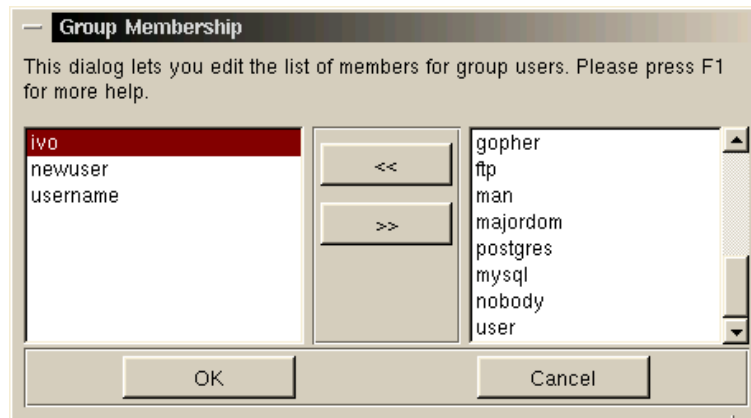 Group Membership
This dialog lets you edit the list of members for group users. Please press F1
for more help.
ivo
newuser
username
<<
>>
gopher
ftp
man
majordom
postgres
mysql
nobody
user
OK
Cancel